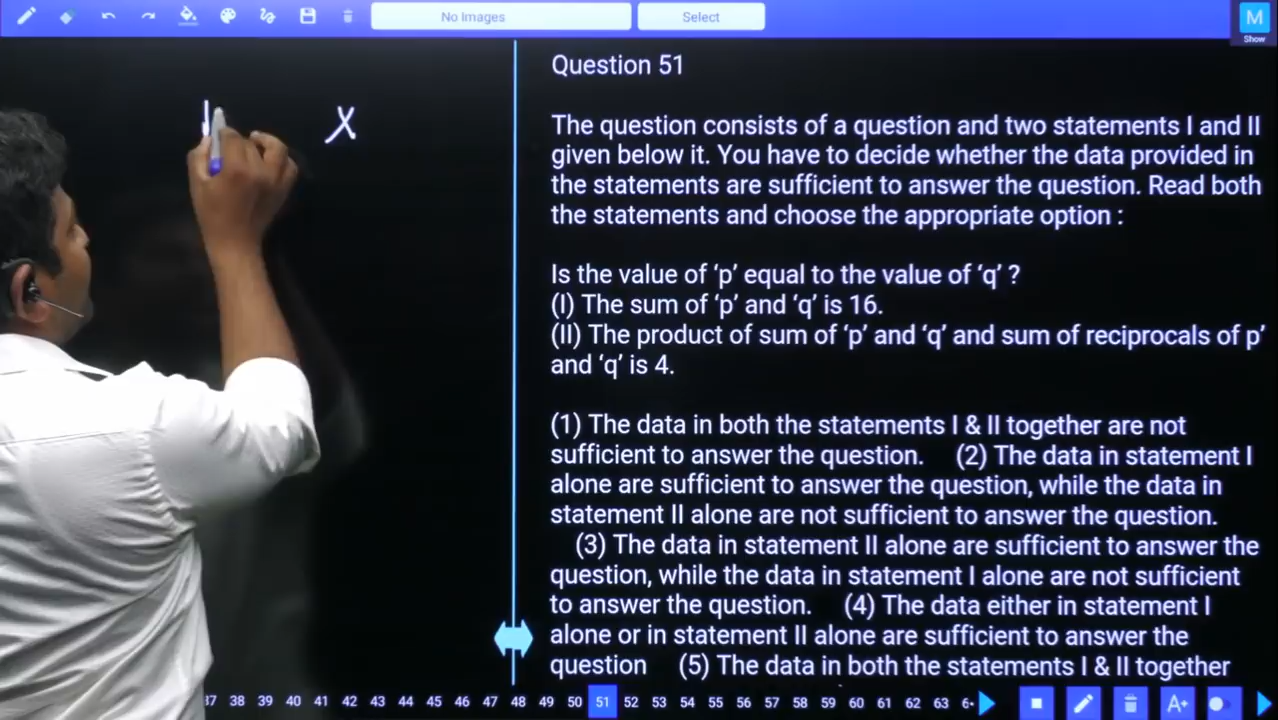 No Images
Select
M
Show
Question 51
X
The question consists of a question and two statements I and II
given below it. You have to decide whether the data provided in
the statements are sufficient to answer the question. Read both
the statements and choose the appropriate option :
Is the value of ‘p’ equal to the value of ‘q’ ?
(I) The sum of ‘p’ and ‘q’ is 16.
(II) The product of sum of ‘p’ and ‘q’ and sum of reciprocals of p’
and ‘q’ is 4.
(1) The data in both the statements I & II together are not
sufficient to answer the question. (2) The data in statement I
alone are sufficient to answer the question, while the data in
statement II alone are not sufficient to answer the question.
(3) The data in statement II alone are sufficient to answer the
question, while the data in statement I alone are not sufficient
to answer the question. (4) The data either in statement I
alone or in statement II alone are sufficient to answer the
question (5) The data in both the statements I & II together
37 38 39 40 41 42 43 44 45 46 47 48 49 50 51 52 53 54 55 56 57 58 59 60 61 62 63
A+